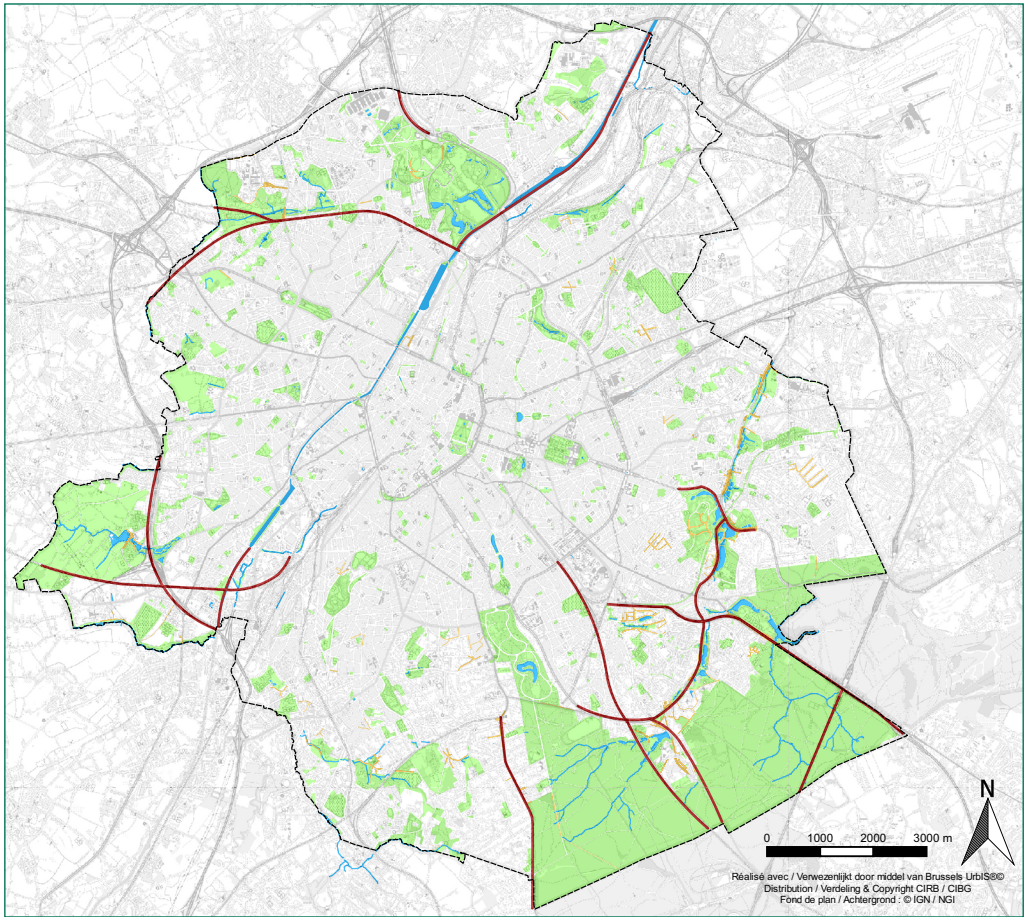 N
0 1000 2000 3000 m
Réalisé avec / Verwezenlijkt door middel van Brussels UrbIS®©
Distribution / Verdeling & Copyright CIRB / CIBG
Fond de plan / Achtergrond : © IGN / NGI